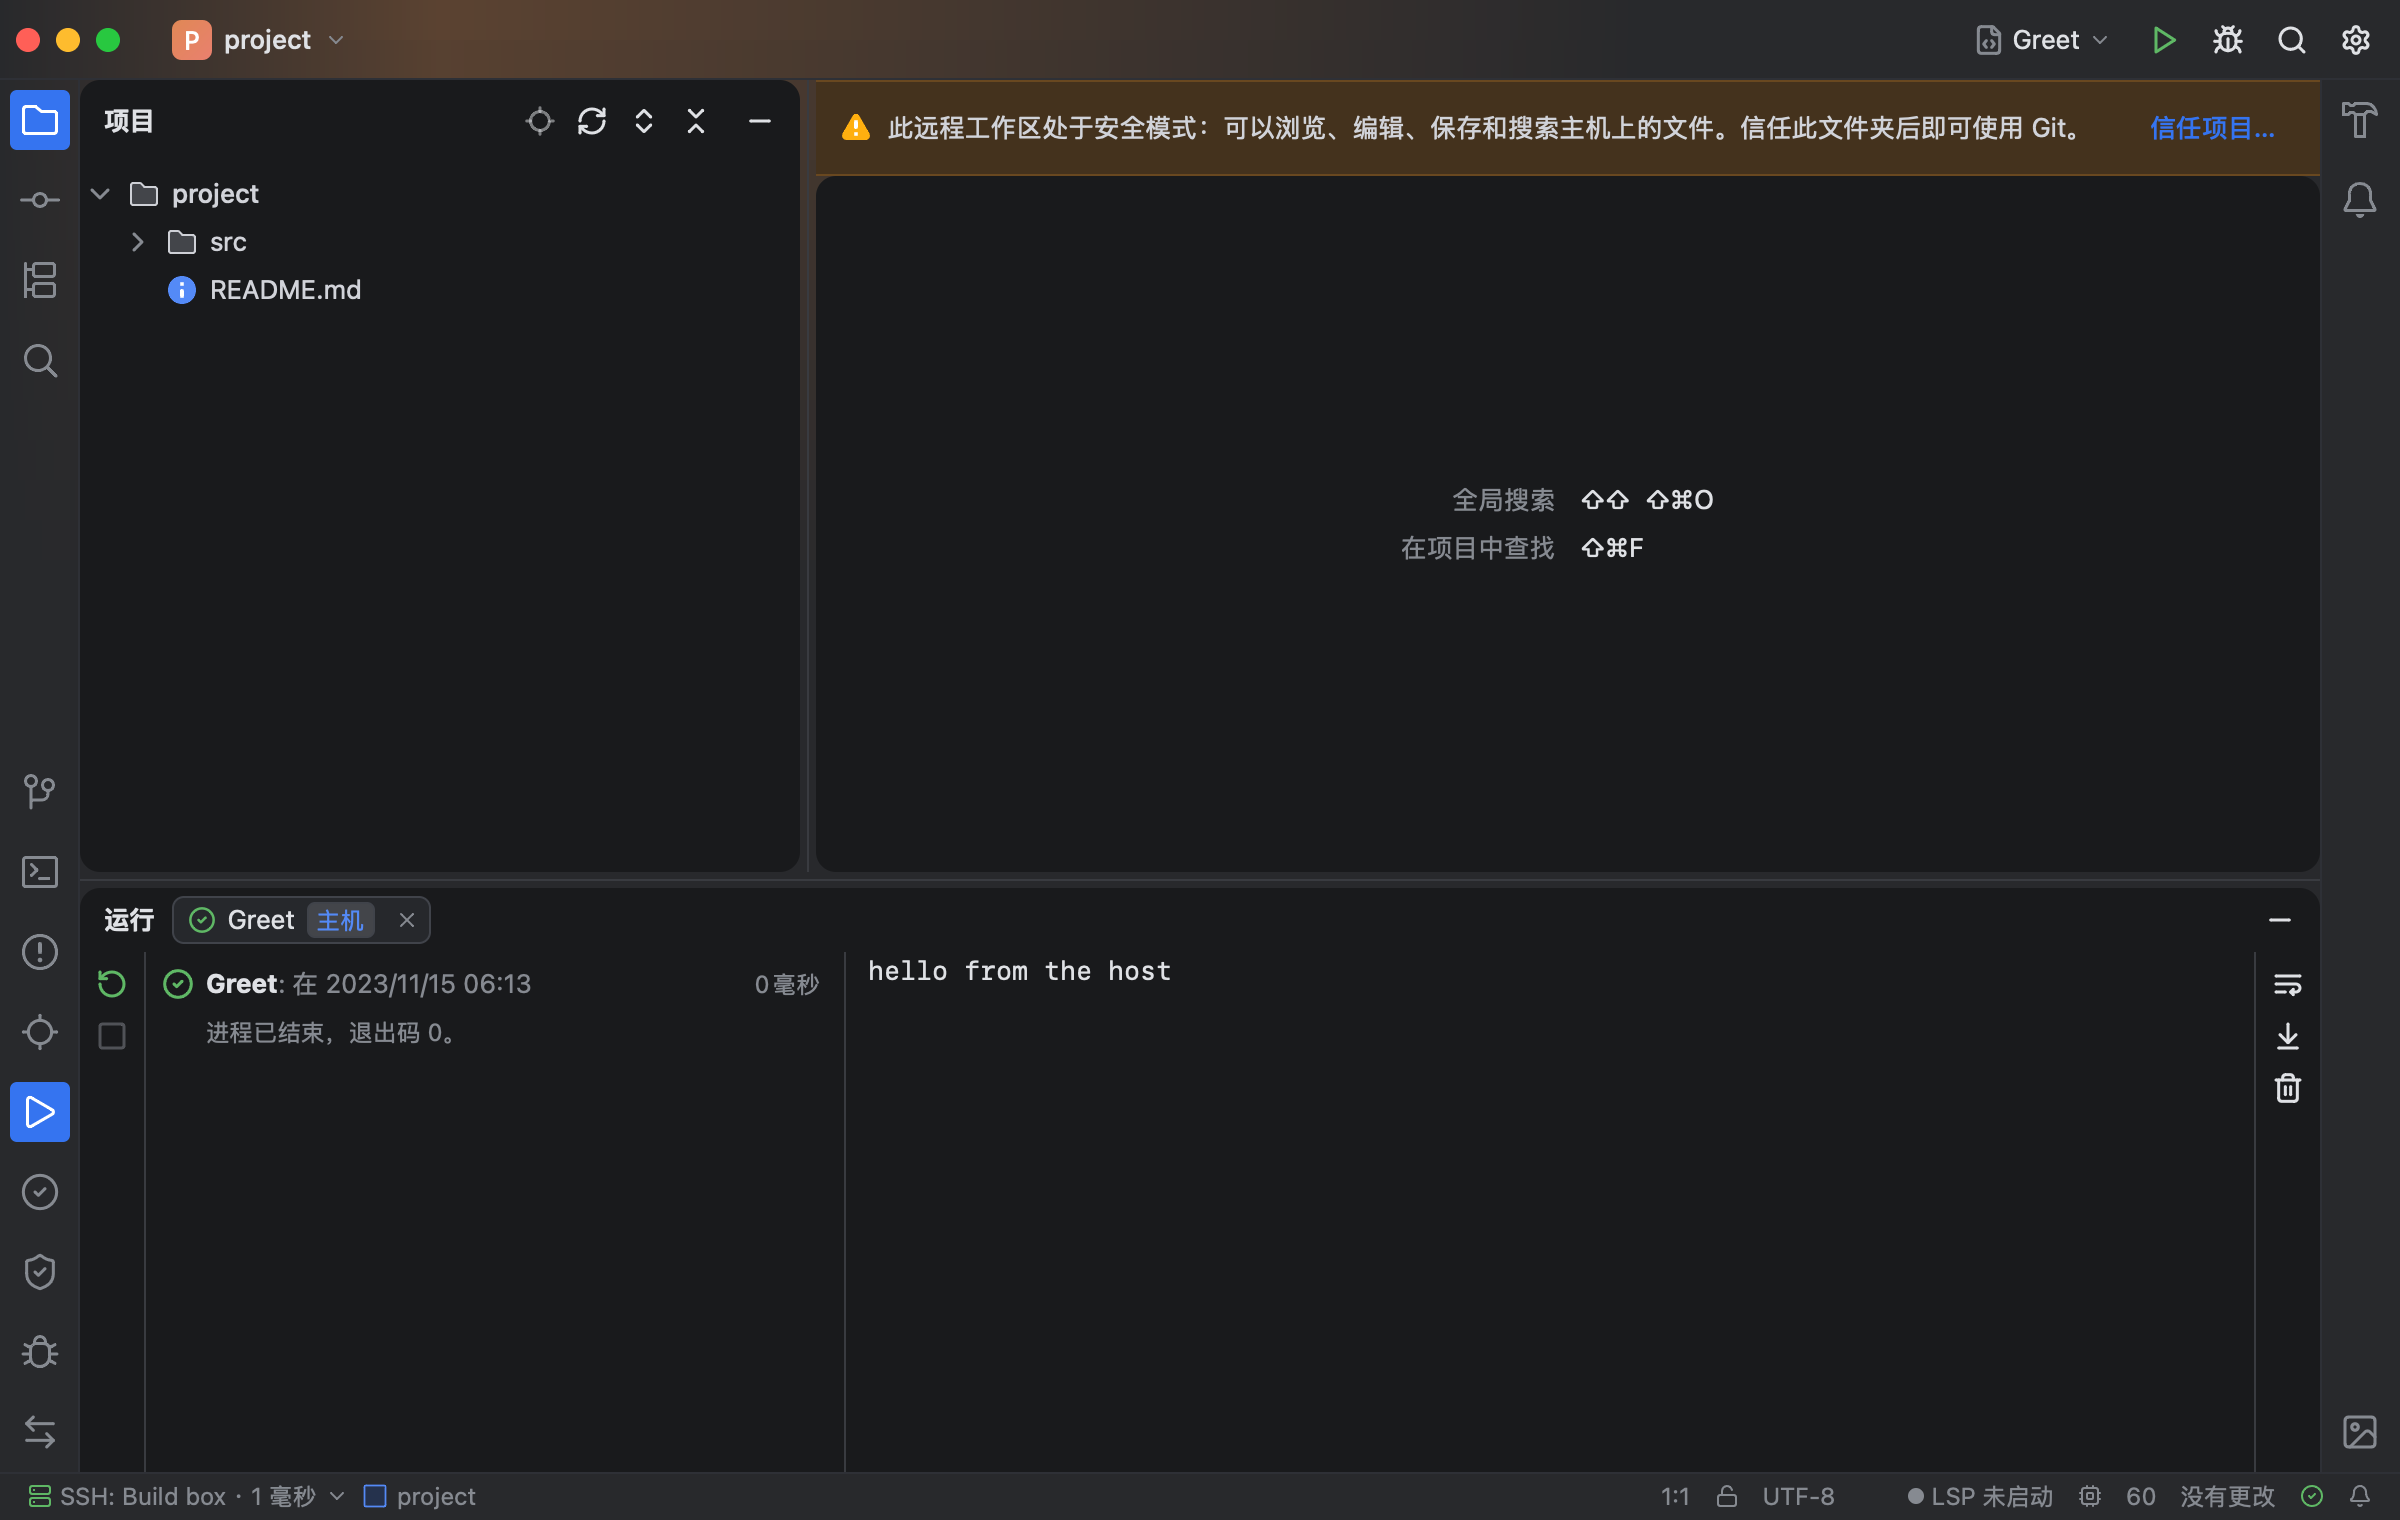 P project
Greet
项目
此远程工作区处于安全模式：可以浏览、编辑、保存和搜索主机上的文件。信任此文件夹后即可使用 Git。 信任项目...
project
src
README.md
全局搜索 ⇧⇧ ⇧⌘O
在项目中查找 ⇧⌘F
运行 Greet 主机
Greet: 在 2023/11/15 06:13 0 毫秒
进程已结束，退出码 0。
hello from the host
SSH: Build box · 1 毫秒 project 1:1 UTF-8 LSP 未启动 60 没有更改